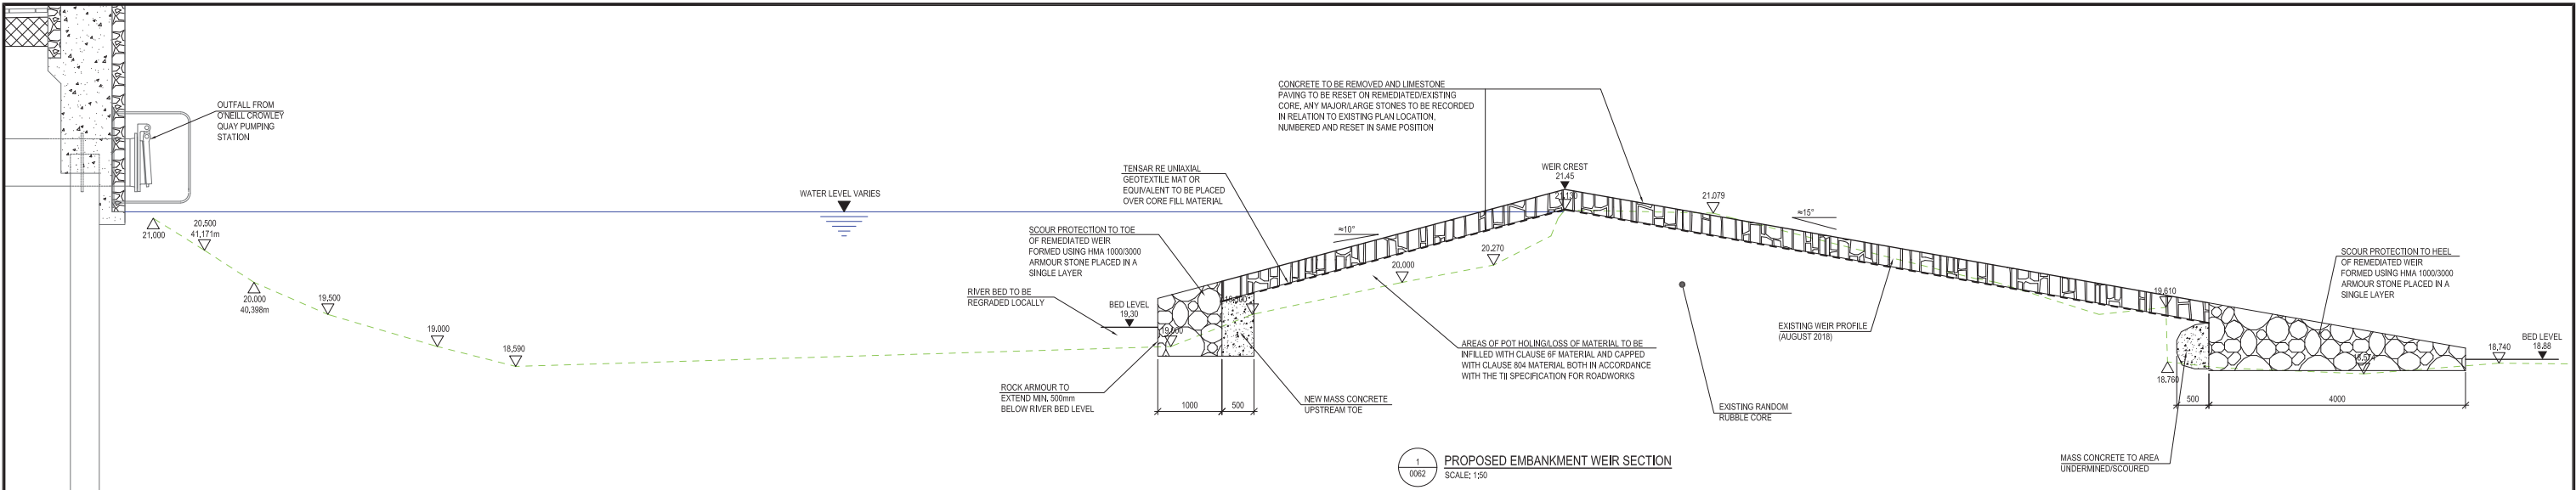 OUTFALL FROM
O'NEILL CROWLEY
QUAY PUMPING
STATION
21.000
20.500
41.171m
20.000
40.398m
19.500
19.000
18.590
WATER LEVEL VARIES
CONCRETE TO BE REMOVED AND LIMESTONE
PAVING TO BE RESET ON REMEDIATED/EXISTING
CORE, ANY MAJOR/LARGE STONES TO BE RECORDED
IN RELATION TO EXISTING PLAN LOCATION,
NUMBERED AND RESET IN SAME POSITION
TENSAR RE UNIAXIAL
GEOTEXTILE MAT OR
EQUIVALENT TO BE PLACED
OVER CORE FILL MATERIAL
SCOUR PROTECTION TO TOE
OF REMEDIATED WEIR
FORMED USING HMA 1000/3000
ARMOUR STONE PLACED IN A
SINGLE LAYER
RIVER BED TO BE
REGRADED LOCALLY
BED LEVEL
19.30
ROCK ARMOUR TO
EXTEND MIN. 500mm
BELOW RIVER BED LEVEL
1000
500
NEW MASS CONCRETE
UPSTREAM TOE
≈10°
WEIR CREST
21.45
21.130
20.000
20.270
21.079
≈15°
AREAS OF POT HOLING/LOSS OF MATERIAL TO BE
INFILLED WITH CLAUSE 6F MATERIAL AND CAPPED
WITH CLAUSE 804 MATERIAL BOTH IN ACCORDANCE
WITH THE TII SPECIFICATION FOR ROADWORKS
EXISTING WEIR PROFILE
(AUGUST 2018)
EXISTING RANDOM
RUBBLE CORE
19.610
18.760
SCOUR PROTECTION TO HEEL
OF REMEDIATED WEIR
FORMED USING HMA 1000/3000
ARMOUR STONE PLACED IN A
SINGLE LAYER
18.740
BED LEVEL
18.88
500
4000
MASS CONCRETE TO AREA
UNDERMINED/SCOURED
1
0062
PROPOSED EMBANKMENT WEIR SECTION
SCALE: 1:50